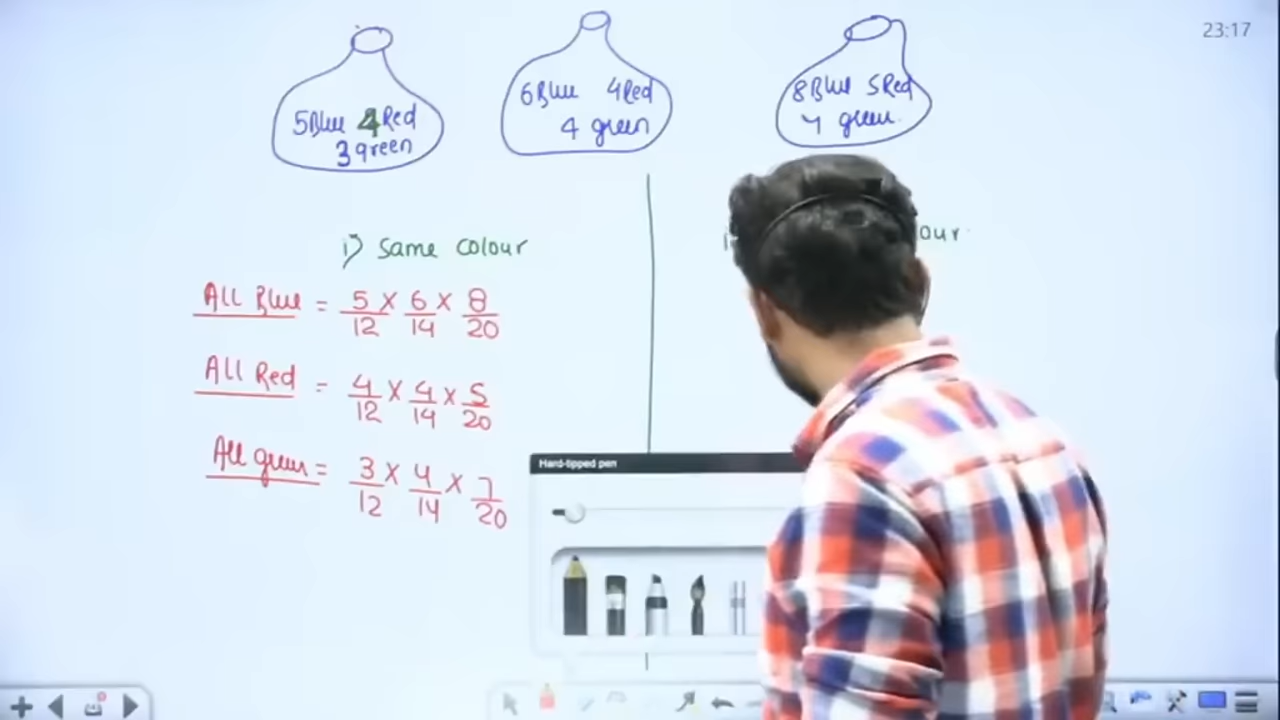 23:17
5Blue 4Red
3green
6Blue 4Red
4 green
8Blue 5Red
7 green
i) Same colour
our
All Blue = 5/12 × 6/14 × 8/20
All Red = 4/12 × 4/14 × 5/20
All green = 3/12 × 4/14 × 7/20
Hard-tipped pen